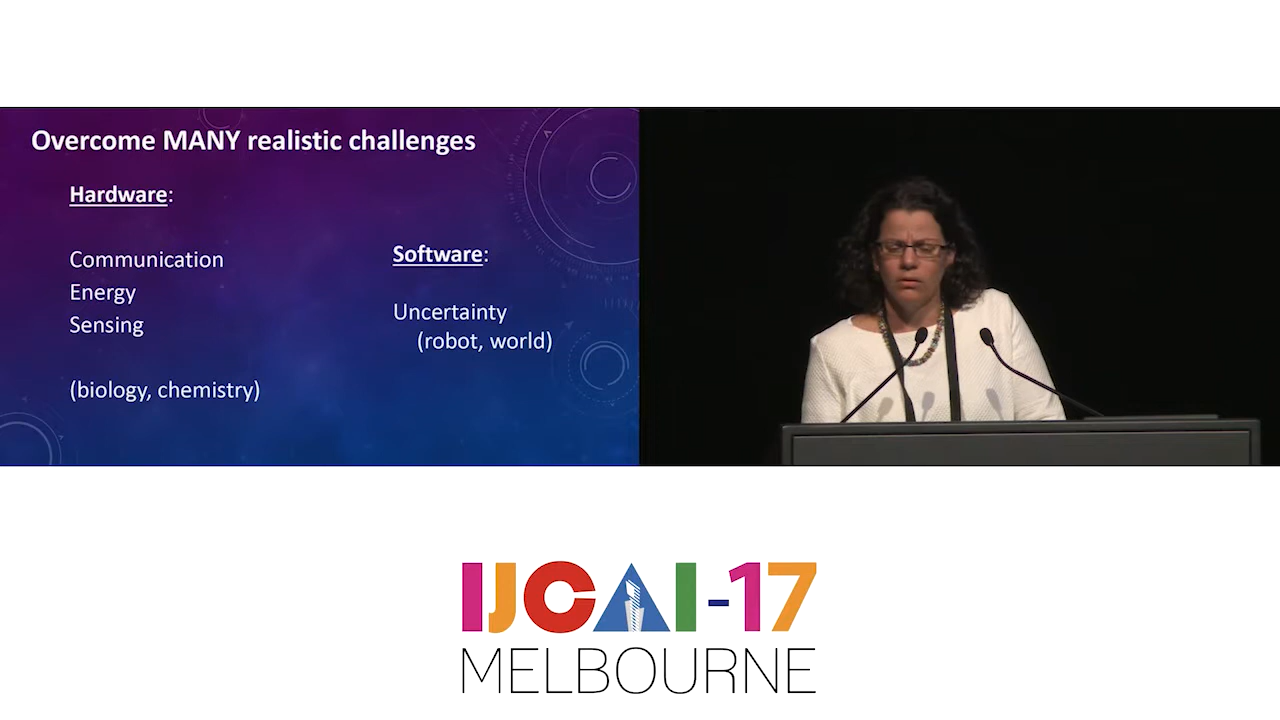 Overcome MANY realistic challenges
Hardware:
Communication
Energy
Sensing
(biology, chemistry)
Software:
Uncertainty
(robot, world)
IJCAI-17
MELBOURNE